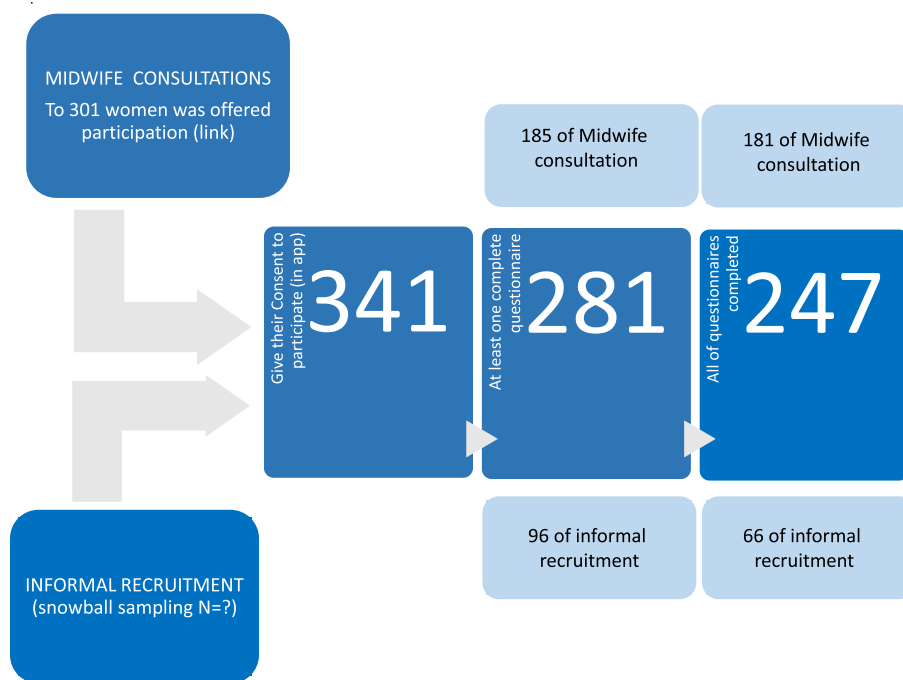 MIDWIFE CONSULTATIONS
To 301 women was offered
participation (link)
185 of Midwife
consultation
181 of Midwife
consultation
Give their Consent to
participate (in app)
341
At least one complete
questionnaire
281
All of questionnaires
completed
247
96 of informal
recruitment
66 of informal
recruitment
INFORMAL RECRUITMENT
(snowball sampling N=?)